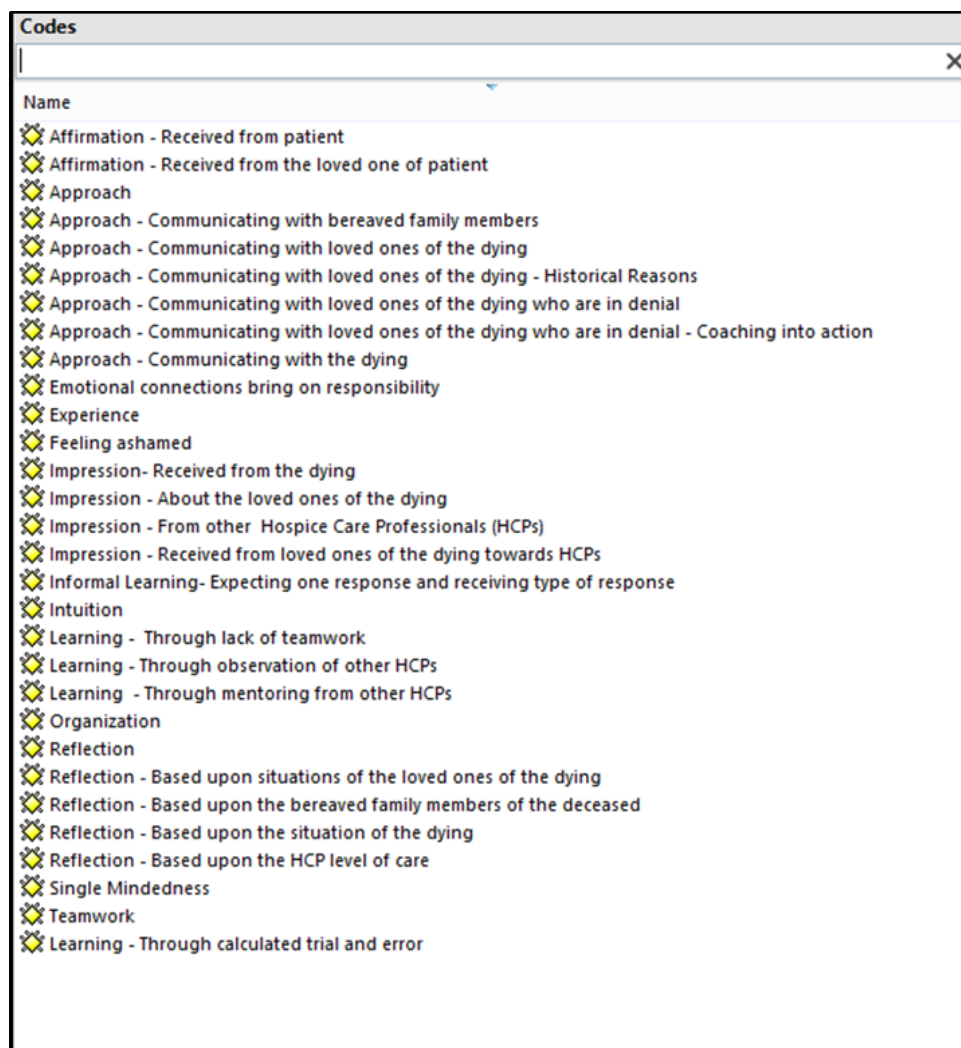 Codes
Name
Affirmation - Received from patient
Affirmation - Received from the loved one of patient
Approach
Approach - Communicating with bereaved family members
Approach - Communicating with loved ones of the dying
Approach - Communicating with loved ones of the dying - Historical Reasons
Approach - Communicating with loved ones of the dying who are in denial
Approach - Communicating with loved ones of the dying who are in denial - Coaching into action
Approach - Communicating with the dying
Emotional connections bring on responsibility
Experience
Feeling ashamed
Impression- Received from the dying
Impression - About the loved ones of the dying
Impression - From other  Hospice Care Professionals (HCPs)
Impression - Received from loved ones of the dying towards HCPs
Informal Learning- Expecting one response and receiving type of response
Intuition
Learning -  Through lack of teamwork
Learning - Through observation of other HCPs
Learning  - Through mentoring from other HCPs
Organization
Reflection
Reflection - Based upon situations of the loved ones of the dying
Reflection - Based upon the bereaved family members of the deceased
Reflection - Based upon the situation of the dying
Reflection - Based upon the HCP level of care
Single Mindedness
Teamwork
Learning - Through calculated trial and error